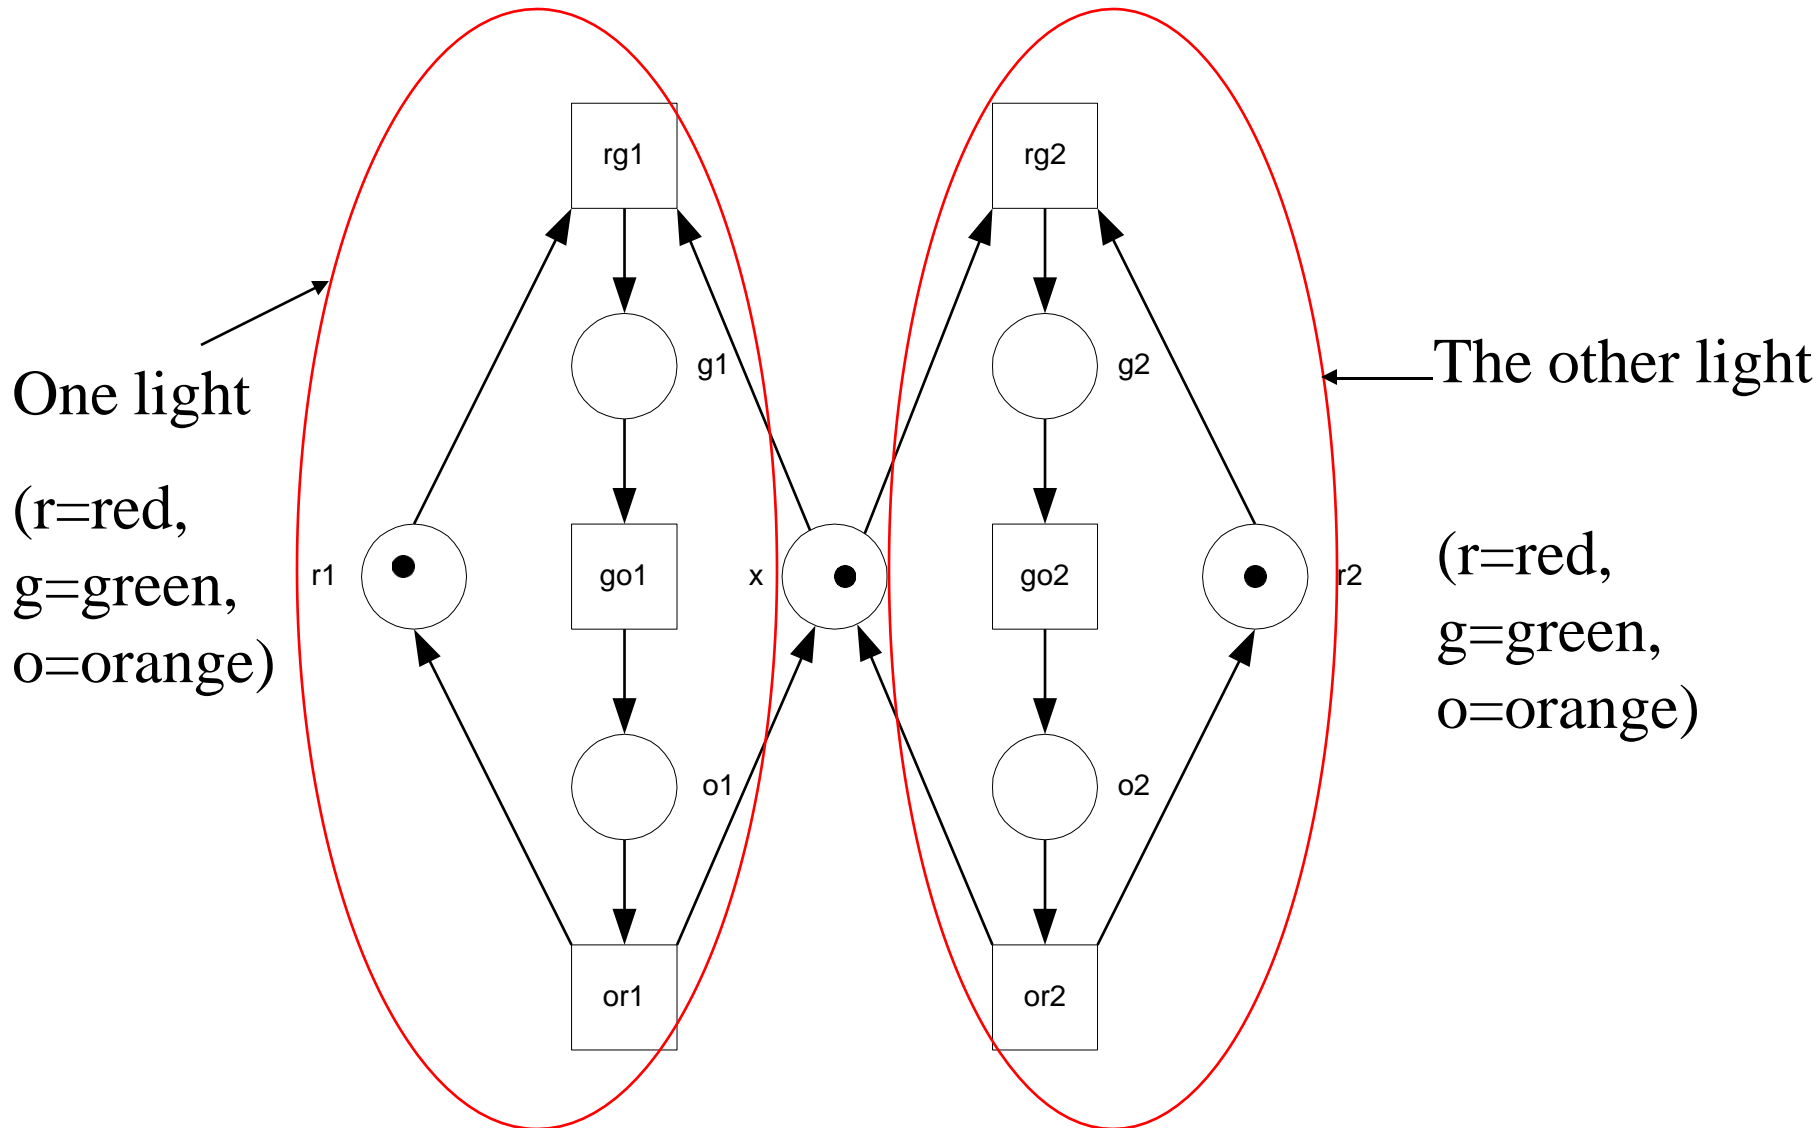 One light
(r=red,
g=green,
o=orange)
rg1
g1
r1
go1
o1
or1
x
rg2
g2
go2
r2
o2
or2
The other light
(r=red,
g=green,
o=orange)